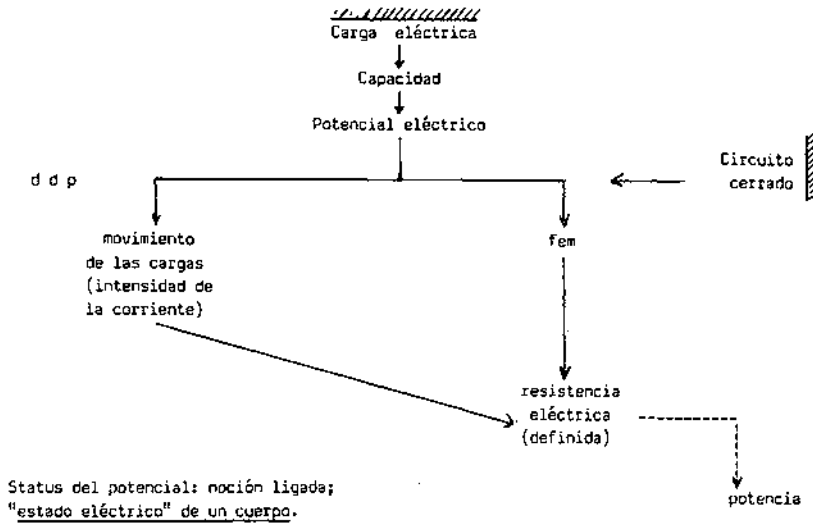 Carga eléctrica
Capacidad
Potencial eléctrico
d d p
Circuito
cerrado
movimiento
de las cargas
(intensidad de
la corriente)
fem
resistencia
eléctrica
(definida)
potencia
Status del potencial: noción ligada;
"estado eléctrico" de un cuerpo.